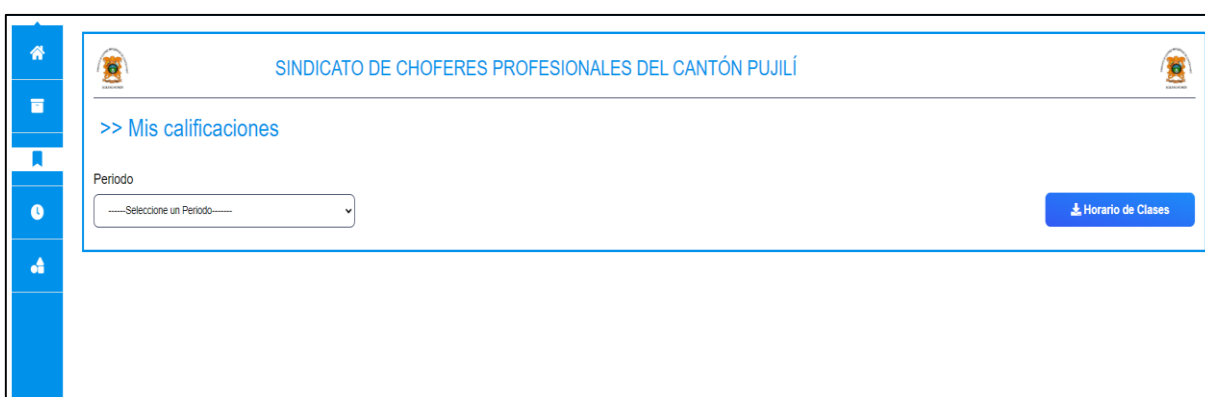 SINDICATO DE CHOFERES PROFESIONALES DEL CANTÓN PUJILÍ
>> Mis calificaciones
Periodo
------Seleccione un Periodo-------
Horario de Clases